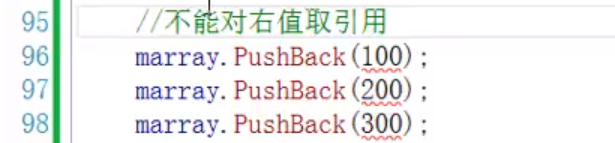 95 //不能对右值取引用
96 marray.PushBack(100);
97 marray.PushBack(200);
98 marray.PushBack(300);